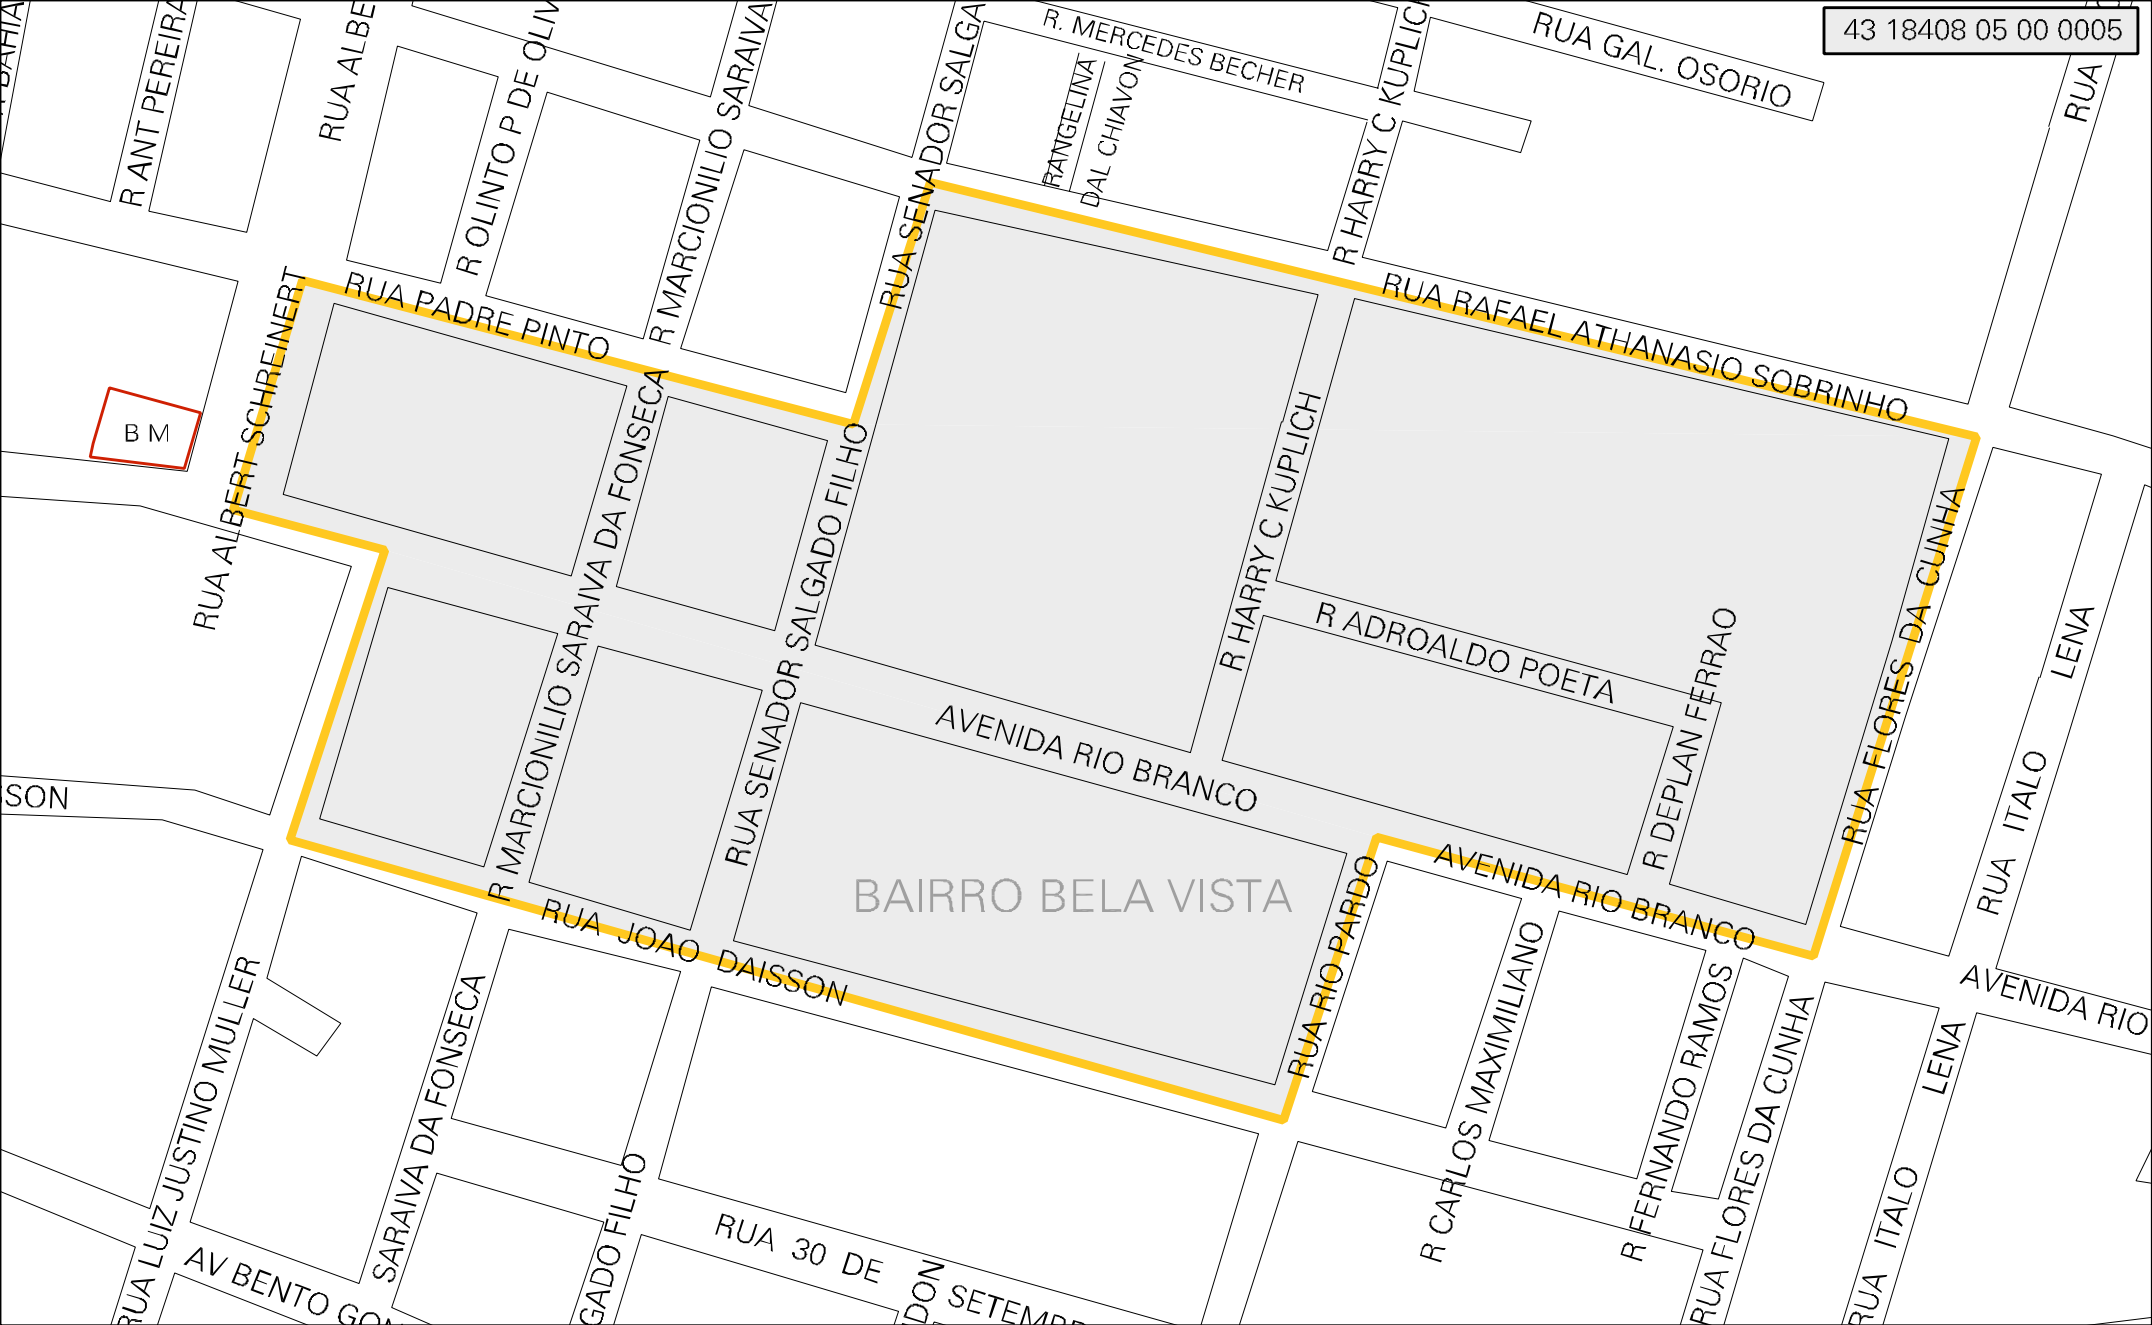 43 18408 05 00 0005
R ANT PEREIRA
RUA ALBE
R OLINTO P DE OLIV
R MARCIONILIO SARAIVA
RUA SENADOR SALGA
R. MERCEDES BECHER
RANGELINA
DAL CHIAVON
R HARRY C KUPLICH
RUA GAL. OSORIO
RUA
RUA PADRE PINTO
RUA RAFAEL ATHANASIO SOBRINHO
RUA ALBERT SCHREINERT
B M
R MARCIONILIO SARAIVA DA FONSECA
RUA SENADOR SALGADO FILHO
R HARRY C KUPLICH
R ADROALDO POETA
R DEPLAN FERRAO
RUA FLORES DA CUNHA
RUA ITALO LENA
AVENIDA RIO BRANCO
SSON
BAIRRO BELA VISTA
RUA RIO PARDO
AVENIDA RIO BRANCO
RUA JOAO DAISSON
AVENIDA RIO
RUA LUIZ JUSTINO MULLER
SARAIVA DA FONSECA
GADO FILHO
R CARLOS MAXIMILIANO
R FERNANDO RAMOS
RUA FLORES DA CUNHA
RUA ITALO LENA
AV BENTO GON
RUA 30 DE SETEMB
DON